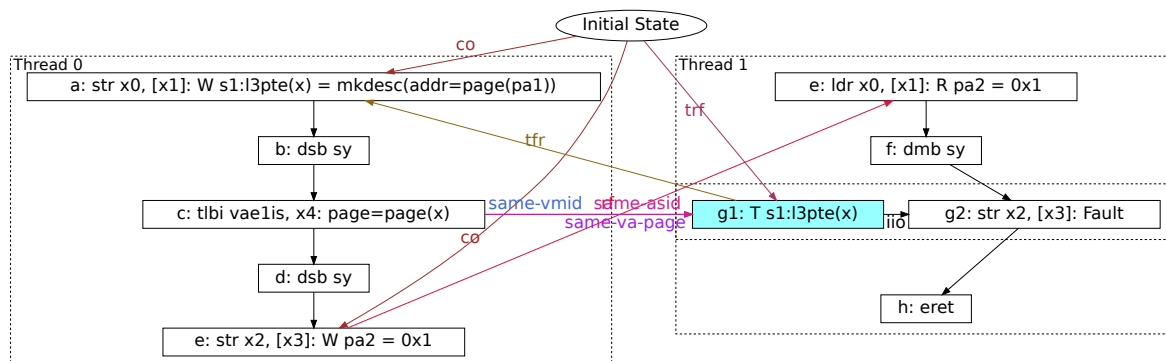 Initial State
Thread 0
Thread 1
co
a: str x0, [x1]: W s1:l3pte(x) = mkdesc(addr=page(pa1))
e: ldr x0, [x1]: R pa2 = 0x1
trf
tfr
b: dsb sy
f: dmb sy
c: tlbi vae1is, x4: page=page(x)
same-vmid
rf
same-asid
same-va-page
g1: T s1:l3pte(x)
iio
g2: str x2, [x3]: Fault
co
d: dsb sy
h: eret
e: str x2, [x3]: W pa2 = 0x1